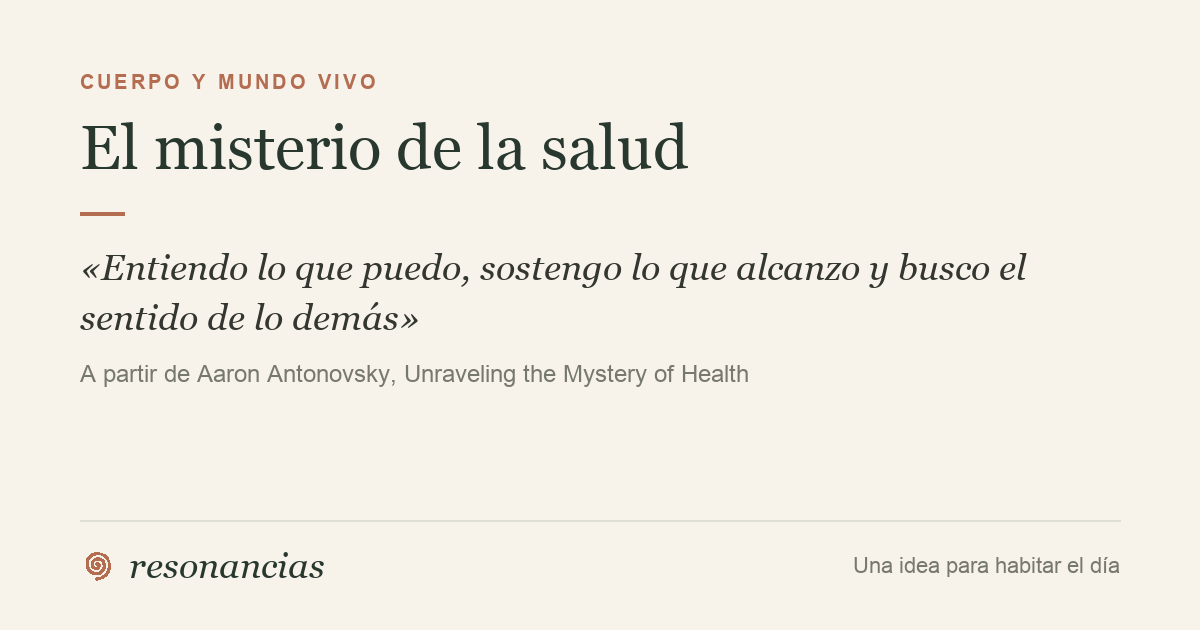 CUERPO Y MUNDO VIVO
El misterio de la salud
«Entiendo lo que puedo, sostengo lo que alcanzo y busco el
sentido de lo demás»
A partir de Aaron Antonovsky, Unraveling the Mystery of Health
resonancias
Una idea para habitar el día